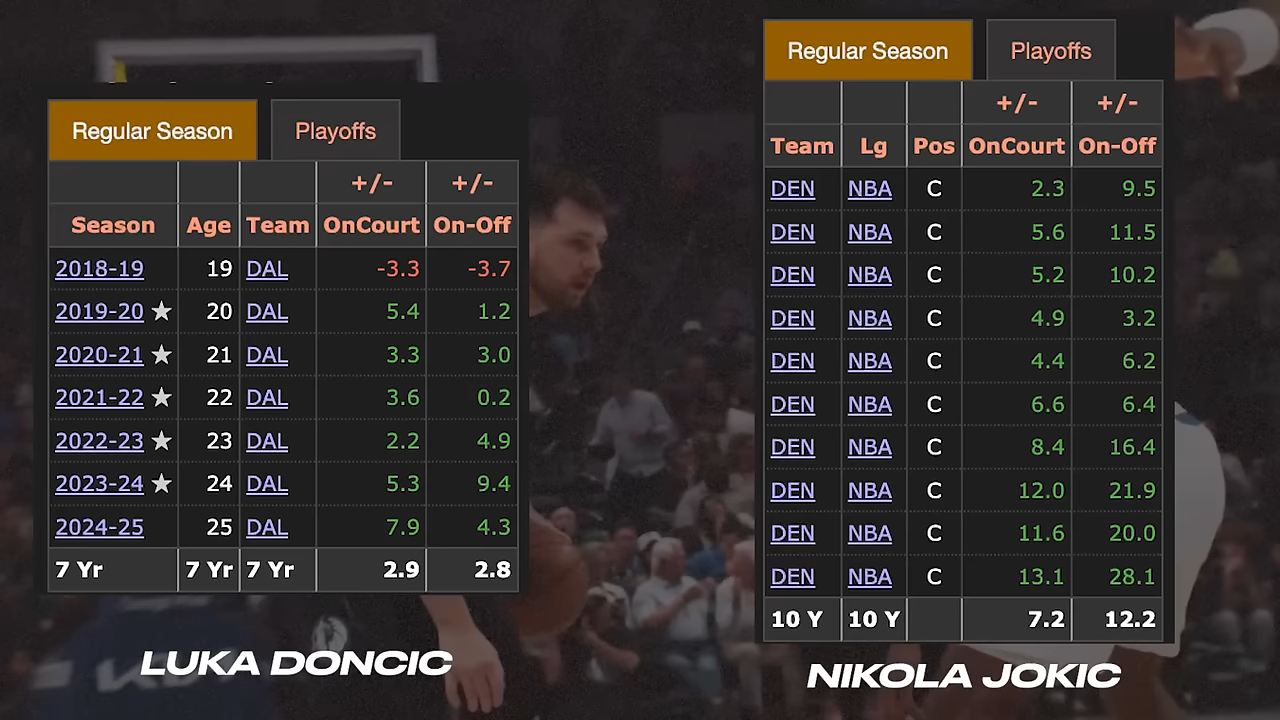 Regular Season Playoffs
+/- +/-
Season Age Team OnCourt On-Off
2018-19 19 DAL -3.3 -3.7
2019-20 ★ 20 DAL 5.4 1.2
2020-21 ★ 21 DAL 3.3 3.0
2021-22 ★ 22 DAL 3.6 0.2
2022-23 ★ 23 DAL 2.2 4.9
2023-24 ★ 24 DAL 5.3 9.4
2024-25 25 DAL 7.9 4.3
7 Yr 7 Yr 7 Yr 2.9 2.8
LUKA DONCIC
Regular Season Playoffs
+/- +/-
Team Lg Pos OnCourt On-Off
DEN NBA C 2.3 9.5
DEN NBA C 5.6 11.5
DEN NBA C 5.2 10.2
DEN NBA C 4.9 3.2
DEN NBA C 4.4 6.2
DEN NBA C 6.6 6.4
DEN NBA C 8.4 16.4
DEN NBA C 12.0 21.9
DEN NBA C 11.6 20.0
DEN NBA C 13.1 28.1
10 Y 10 Y 7.2 12.2
NIKOLA JOKIC